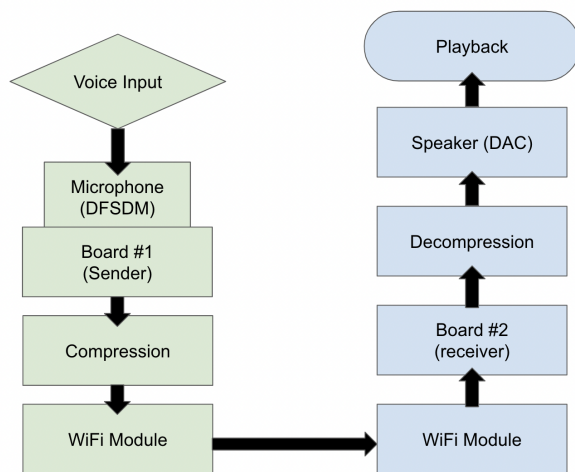 Voice Input
Microphone
(DFSDM)
Board #1
(Sender)
Compression
WiFi Module
WiFi Module
Board #2
(receiver)
Decompression
Speaker (DAC)
Playback